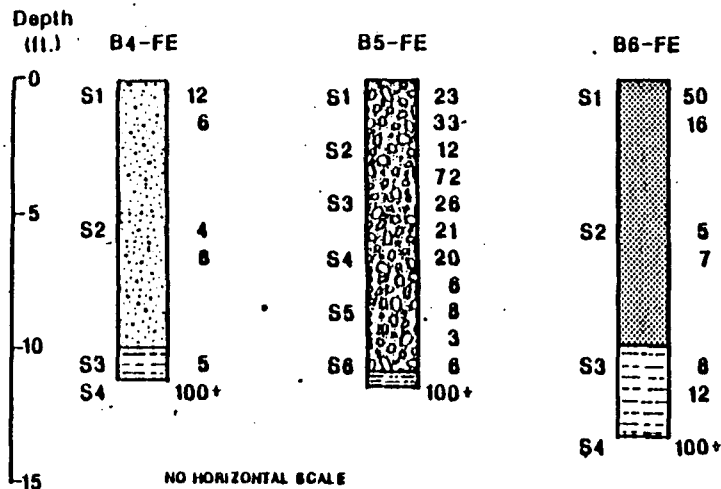 Depth
(ft.) B4-FE B5-FE B6-FE
0
S1 12 S1 23 S1 50
6 33 16
S2 12
72
-5 S3 26
S2 4 21 S2 5
8 S4 20 7
6
S5 8
3
-10
S3 5 S6 6 S3 8
S4 100+ 100+ 12
S4 100+
-15 NO HORIZONTAL SCALE